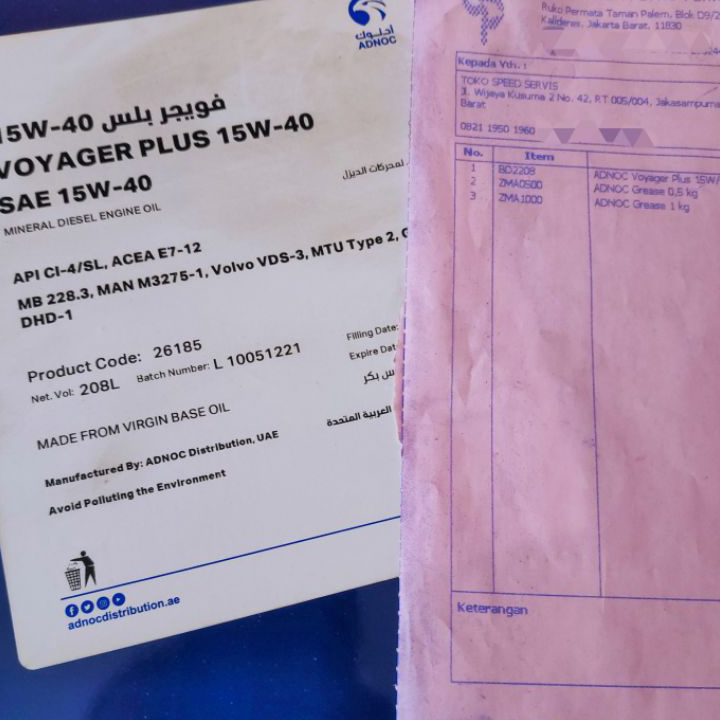 أدنوك
ADNOC
15W-40 فويجر بلس
VOYAGER PLUS 15W-40
SAE 15W-40
MINERAL DIESEL ENGINE OIL
لمحركات الديزل
API CI-4/SL, ACEA E7-12
MB 228.3, MAN M3275-1, Volvo VDS-3, MTU Type 2,
DHD-1
Product Code: 26185
Net. Vol: 208L Batch Number: L 10051221
Filling Date:
Expire Dat
س بكر
العربية المتحدة
MADE FROM VIRGIN BASE OIL
Manufactured By: ADNOC Distribution, UAE
Avoid Polluting the Environment
adnocdistribution.ae
Ruko Permata Taman Palem, Blok D9/2
Kalideres, Jakarta Barat, 11830
Kepada Yth. :
TOKO SPEED SERVIS
Jl. Wijaya Kusuma 2 No. 42, RT 005/004, Jakasampurna
Barat
0821 1950 1960
No. Item
1 BD2208 ADNOC Voyager Plus 15W/
2 ZMA0500 ADNOC Grease 0,5 kg
3 ZMA1000 ADNOC Grease 1 kg
Keterangan